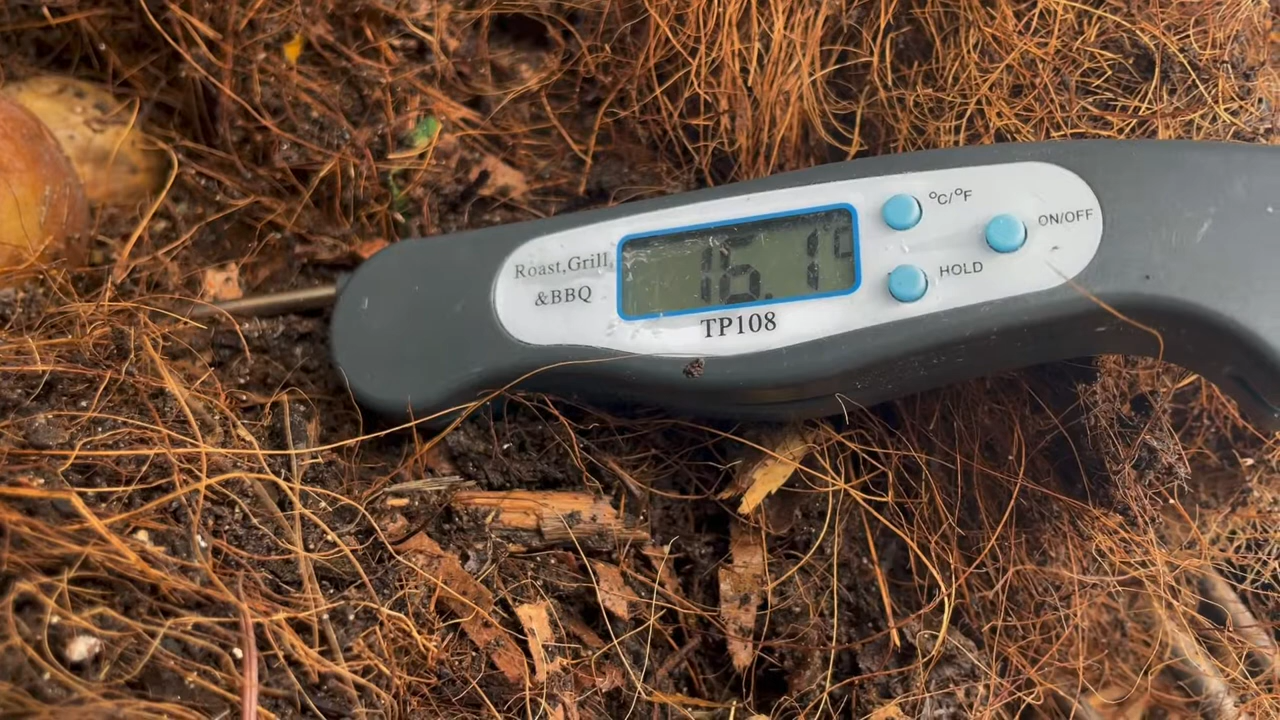 Roast,Grill
&BBQ
16.1°C
TP108
°C/°F
ON/OFF
HOLD